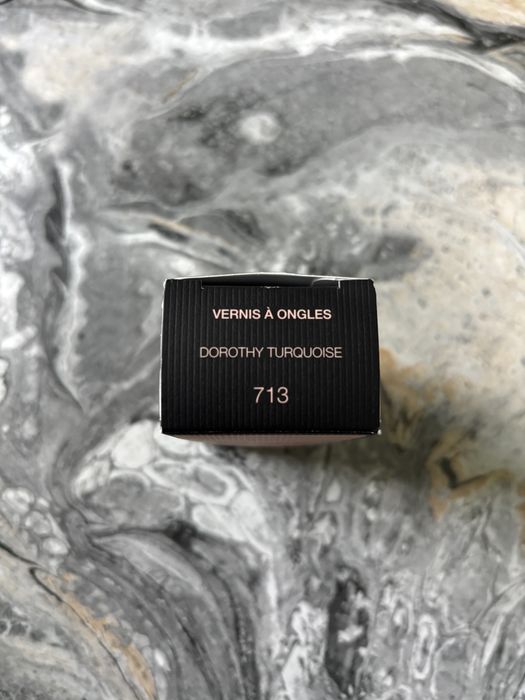 VERNIS À ONGLES
DOROTHY TURQUOISE
713